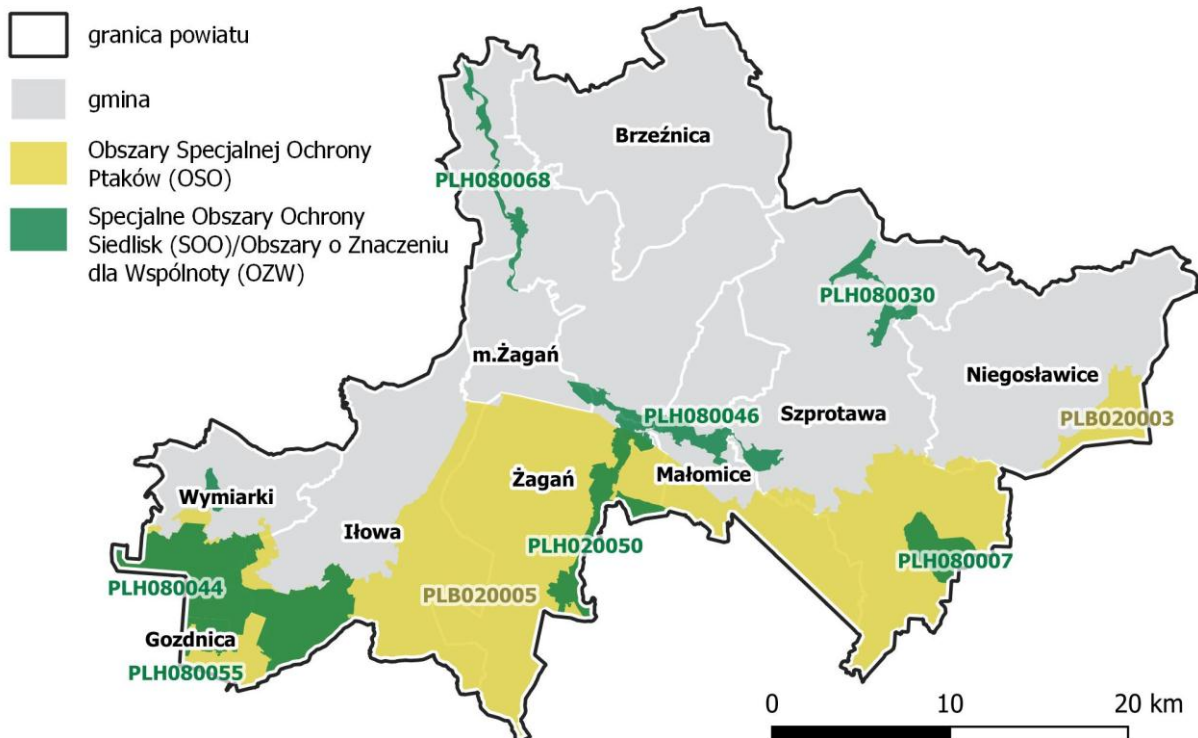 granica powiatu
gmina
Obszary Specjalnej Ochrony
Ptaków (OSO)
Specjalne Obszary Ochrony
Siedlisk (SOO)/Obszary o Znaczeniu
dla Wspólnoty (OZW)
Brzeźnica
PLH080068
PLH080030
m.Żagań
Niegosławice
PLH080046
Szprotawa
PLB020003
Żagań
Małomice
Wymiarki
Iłowa
PLH020050
PLH080007
PLH080044
PLB020005
Gozdnica
PLH080055
0 10 20 km